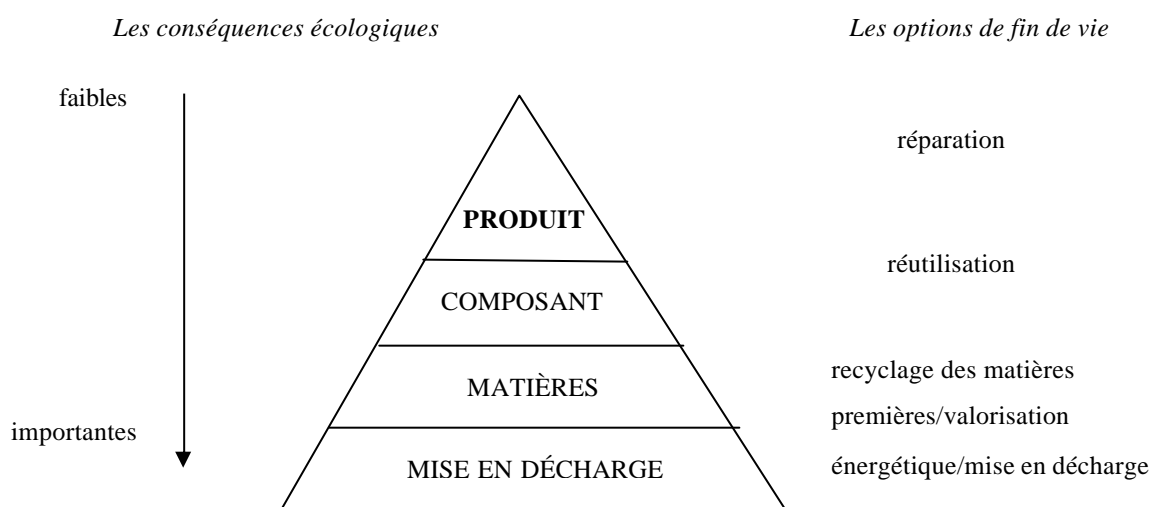 Les conséquences écologiques
Les options de fin de vie
faibles
réparation
PRODUIT
réutilisation
COMPOSANT
recyclage des matières
MATIÈRES
premières/valorisation
importantes
énergétique/mise en décharge
MISE EN DÉCHARGE